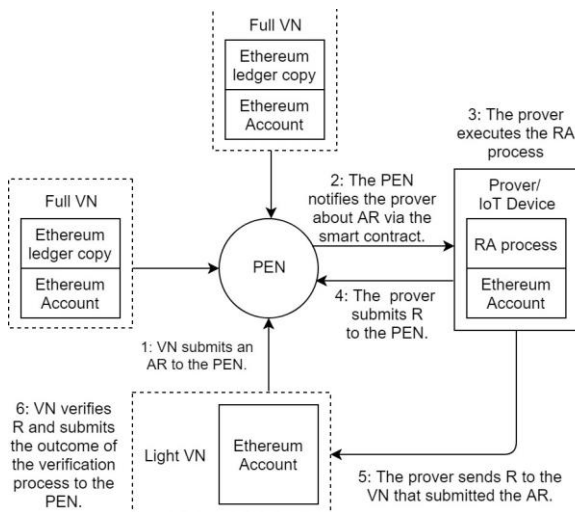 Full VN
Ethereum
ledger copy
Ethereum
Account
3: The prover
executes the RA
process
2: The PEN
notifies the prover
about AR via the
smart contract.
Prover/
IoT Device
RA process
Ethereum
Account
Full VN
Ethereum
ledger copy
Ethereum
Account
PEN
4: The prover
submits R
to the PEN.
1: VN submits an
AR to the PEN.
6: VN verifies
R and submits
the outcome of
the verification
process to the
PEN.
Light VN
Ethereum
Account
5: The prover sends R to the
VN that submitted the AR.